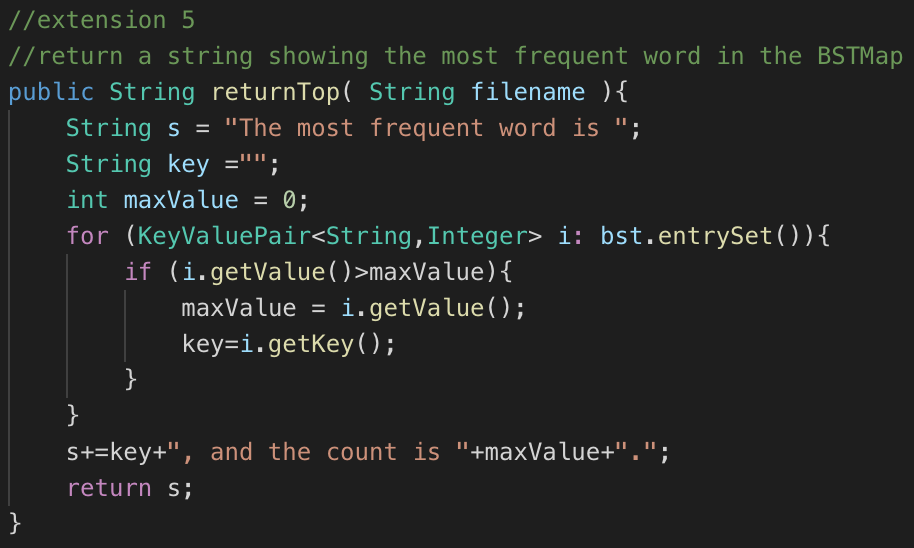 //extension 5
//return a string showing the most frequent word in the BSTMap
public String returnTop( String filename ){
    String s = "The most frequent word is ";
    String key ="";
    int maxValue = 0;
    for (KeyValuePair<String,Integer> i: bst.entrySet()){
        if (i.getValue()>maxValue){
            maxValue = i.getValue();
            key=i.getKey();
        }
    }
    s+=key+", and the count is "+maxValue+".";
    return s;
}